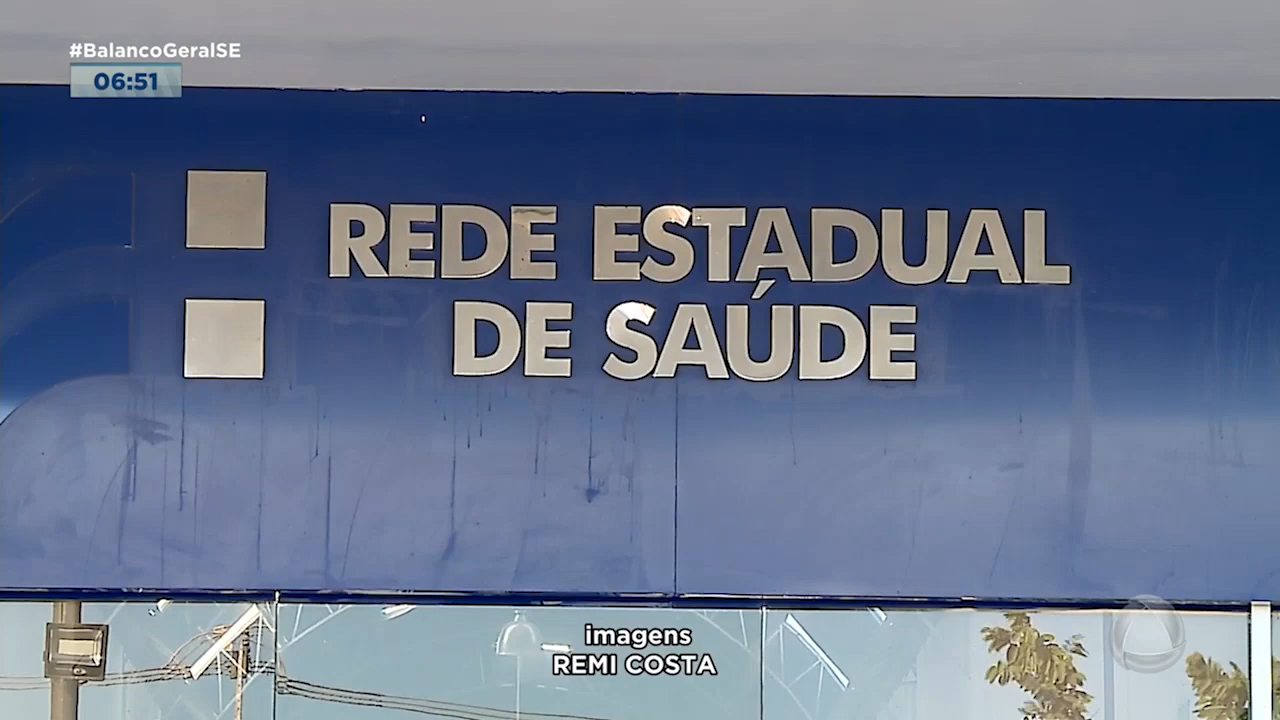 #BalancoGeralSE
06:51
REDE ESTADUAL
DE SAÚDE
imagens
REMI COSTA